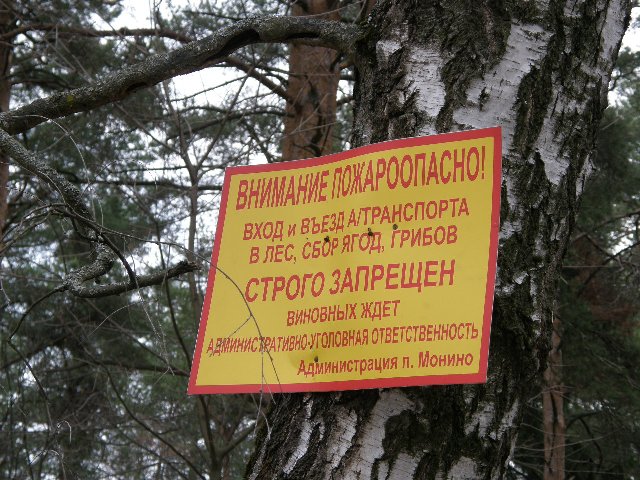 ВНИМАНИЕ ПОЖАРООПАСНО!
ВХОД и ВЪЕЗД А/ТРАНСПОРТА
В ЛЕС, СБОР ЯГОД, ГРИБОВ
СТРОГО ЗАПРЕЩЕН
ВИНОВНЫХ ЖДЕТ
АДМИНИСТРАТИВНО-УГОЛОВНАЯ ОТВЕТСТВЕННОСТЬ
Администрация п. Монино